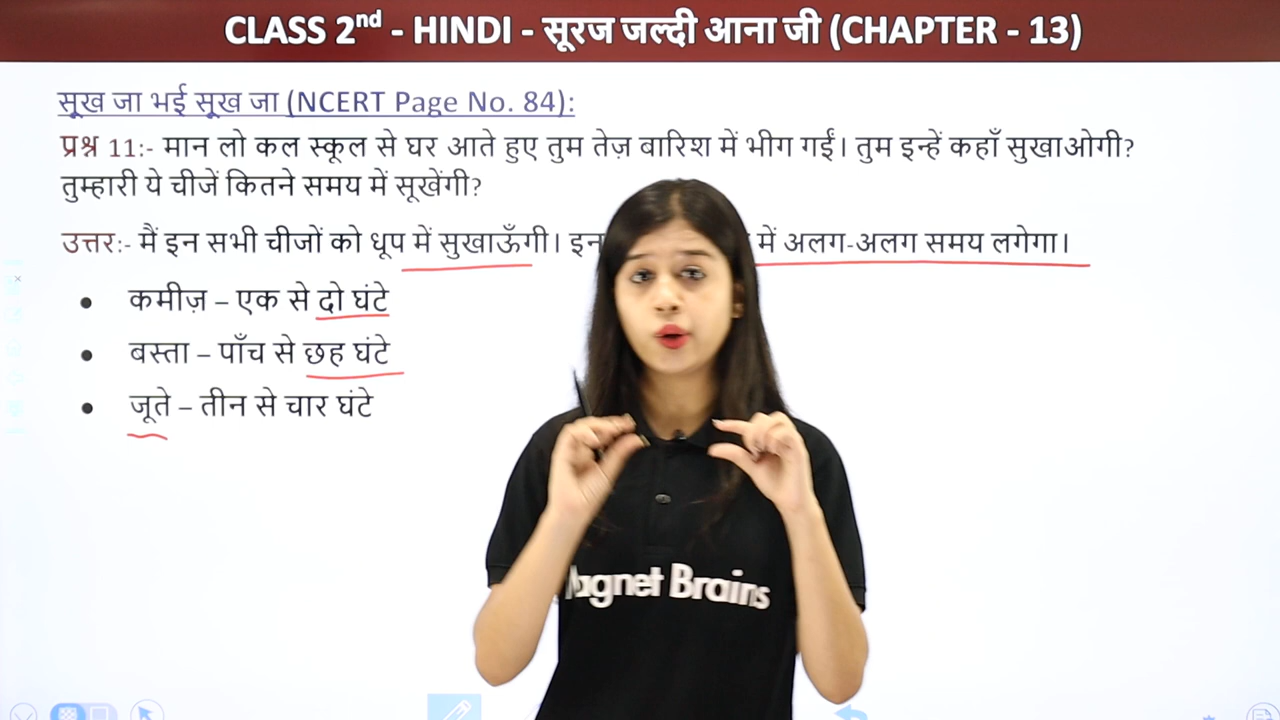 CLASS 2nd - HINDI - सूरज जल्दी आना जी (CHAPTER - 13)
सूख जा भई सूख जा (NCERT Page No. 84):
प्रश्न 11:- मान लो कल स्कूल से घर आते हुए तुम तेज़ बारिश में भीग गईं। तुम इन्हें कहाँ सुखाओगी?
तुम्हारी ये चीजें कितने समय में सूखेंगी?
उत्तर:- मैं इन सभी चीजों को धूप में सुखाऊँगी। में अलग-अलग समय लगेगा।
• कमीज़ – एक से दो घंटे
• बस्ता – पाँच से छह घंटे
• जूते – तीन से चार घंटे
Magnet Brains